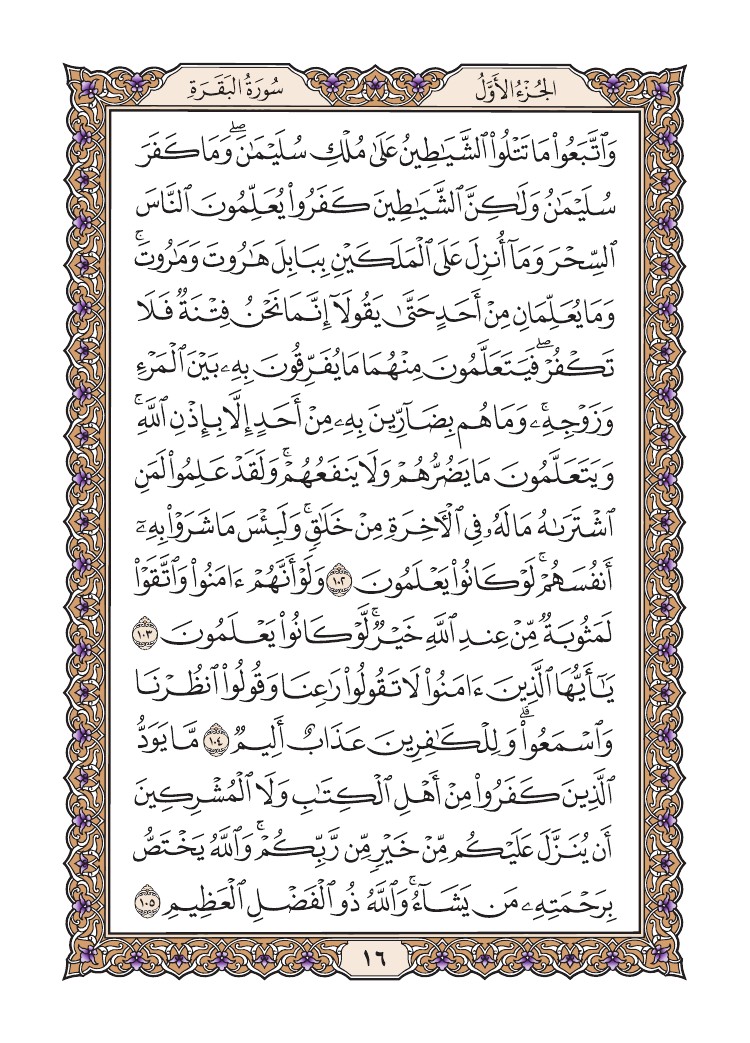 الجُزْءُ الأَوَّلُ
سُورَةُ البَقَرَةِ
وَٱتَّبَعُوا۟ مَا تَتْلُوا۟ ٱلشَّيَـٰطِينُ عَلَىٰ مُلْكِ سُلَيْمَـٰنَ ۖ وَمَا كَفَرَ
سُلَيْمَـٰنُ وَلَـٰكِنَّ ٱلشَّيَـٰطِينَ كَفَرُوا۟ يُعَلِّمُونَ ٱلنَّاسَ
ٱلسِّحْرَ وَمَآ أُنزِلَ عَلَى ٱلْمَلَكَيْنِ بِبَابِلَ هَـٰرُوتَ وَمَـٰرُوتَ ۚ
وَمَا يُعَلِّمَانِ مِنْ أَحَدٍ حَتَّىٰ يَقُولَآ إِنَّمَا نَحْنُ فِتْنَةٌ فَلَا
تَكْفُرْ ۖ فَيَتَعَلَّمُونَ مِنْهُمَا مَا يُفَرِّقُونَ بِهِۦ بَيْنَ ٱلْمَرْءِ
وَزَوْجِهِۦ ۚ وَمَا هُم بِضَآرِّينَ بِهِۦ مِنْ أَحَدٍ إِلَّا بِإِذْنِ ٱللَّهِ ۚ
وَيَتَعَلَّمُونَ مَا يَضُرُّهُمْ وَلَا يَنفَعُهُمْ ۚ وَلَقَدْ عَلِمُوا۟ لَمَنِ
ٱشْتَرَىٰهُ مَا لَهُۥ فِى ٱلْـَٔاخِرَةِ مِنْ خَلَـٰقٍ ۚ وَلَبِئْسَ مَا شَرَوْا۟ بِهِۦٓ
أَنفُسَهُمْ ۚ لَوْ كَانُوا۟ يَعْلَمُونَ ١٠٢ وَلَوْ أَنَّهُمْ ءَامَنُوا۟ وَٱتَّقَوْا۟
لَمَثُوبَةٌ مِّنْ عِندِ ٱللَّهِ خَيْرٌ ۚ لَّوْ كَانُوا۟ يَعْلَمُونَ ١٠٣
يَـٰٓأَيُّهَا ٱلَّذِينَ ءَامَنُوا۟ لَا تَقُولُوا۟ رَٰعِنَا وَقُولُوا۟ ٱنظُرْنَا
وَٱسْمَعُوا۟ ۗ وَلِلْكَـٰفِرِينَ عَذَابٌ أَلِيمٌ ١٠٤ مَّا يَوَدُّ
ٱلَّذِينَ كَفَرُوا۟ مِنْ أَهْلِ ٱلْكِتَـٰبِ وَلَا ٱلْمُشْرِكِينَ
أَن يُنَزَّلَ عَلَيْكُم مِّنْ خَيْرٍ مِّن رَّبِّكُمْ ۗ وَٱللَّهُ يَخْتَصُّ
بِرَحْمَتِهِۦ مَن يَشَآءُ ۚ وَٱللَّهُ ذُو ٱلْفَضْلِ ٱلْعَظِيمِ ١٠٥
١٦